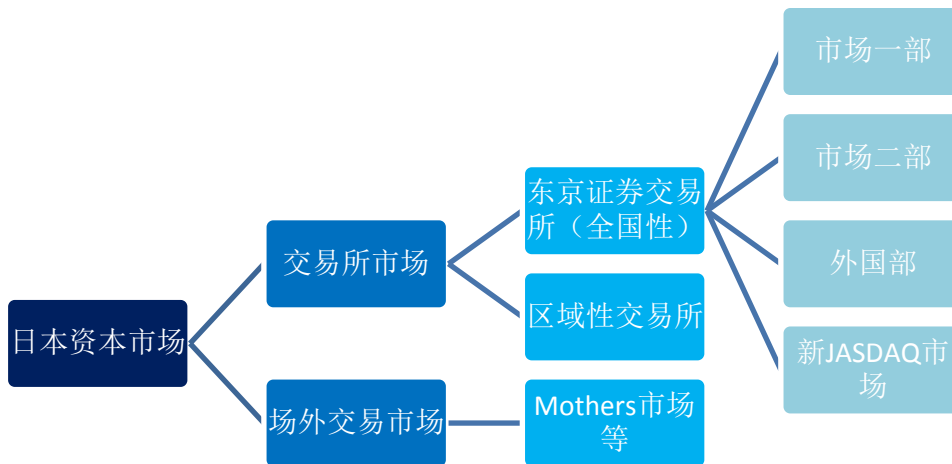 市场一部
市场二部
东京证券交易
所（全国性）
外国部
交易所市场
区域性交易所
日本资本市场
新JASDAQ市
场
场外交易市场
Mothers市场
等